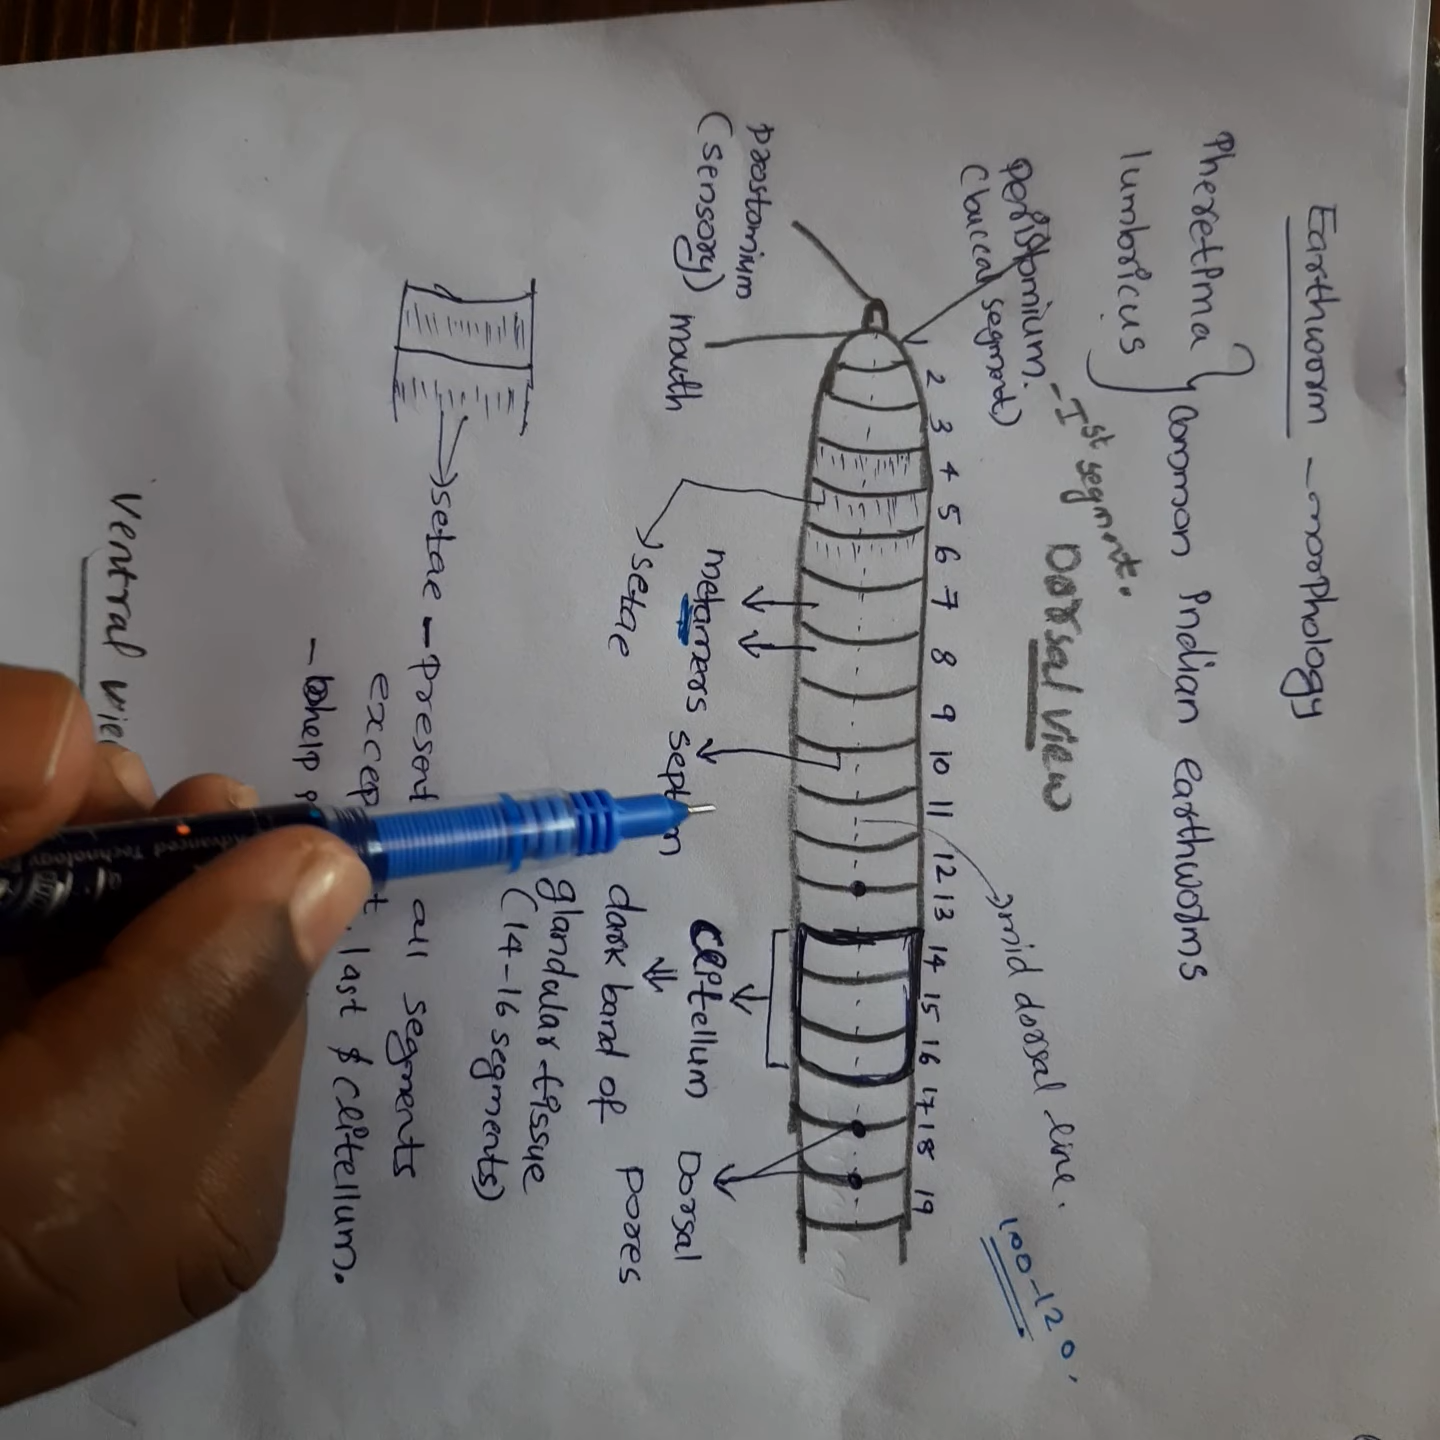 Earthworm - morphology
Pheretima
lumbricus
common Indian earthworms
Peristomium.
(buccal segment)
-Ist segment.
Dorsal view
mid dorsal line.
100-120
2 3 4 5 6 7 8 9 10 11 12 13 14 15 16 17 18 19
Prostomium
(sensory)
mouth
setae
metamers
septum
Clitellum
dark band of
glandular tissue
(14-16 segments)
Dorsal
pores
setae - present all segments
last & clitellum.
- help
Ventral